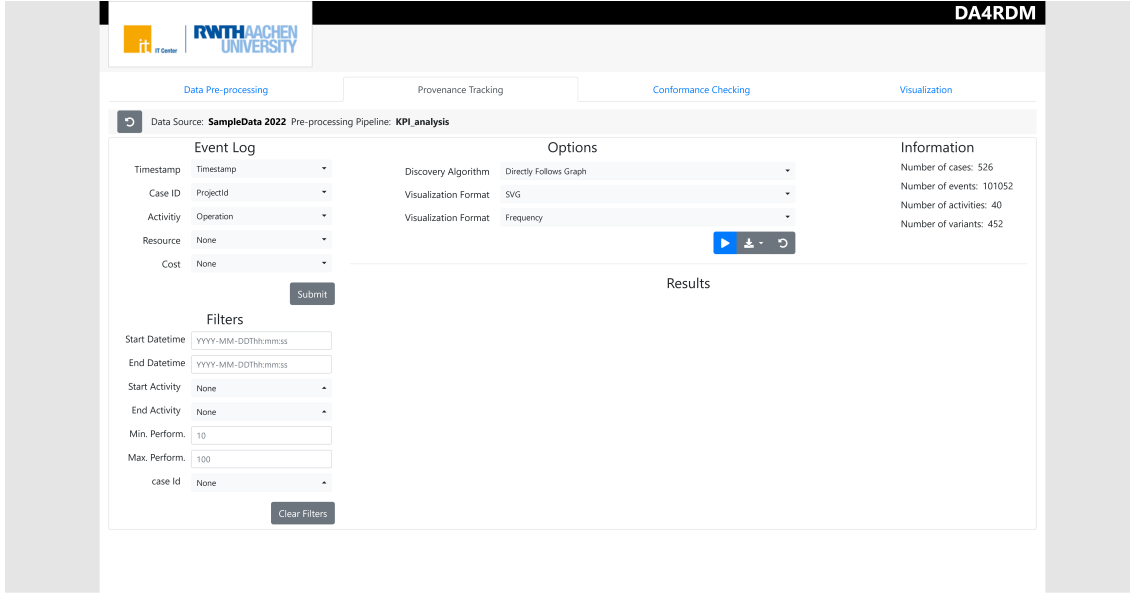 DA4RDM
it IT Center RWTHAACHEN
UNIVERSITY
Data Pre-processing Provenance Tracking Conformance Checking Visualization
Data Source: SampleData 2022 Pre-processing Pipeline: KPI_analysis
Event Log
Timestamp Timestamp
Case ID ProjectId
Activitiy Operation
Resource None
Cost None
Submit
Filters
Start Datetime YYYY-MM-DDThh:mm:ss
End Datetime YYYY-MM-DDThh:mm:ss
Start Activity None
End Activity None
Min. Perform. 10
Max. Perform. 100
case Id None
Clear Filters
Options
Discovery Algorithm Directly Follows Graph
Visualization Format SVG
Visualization Format Frequency
Results
Information
Number of cases: 526
Number of events: 101052
Number of activities: 40
Number of variants: 452